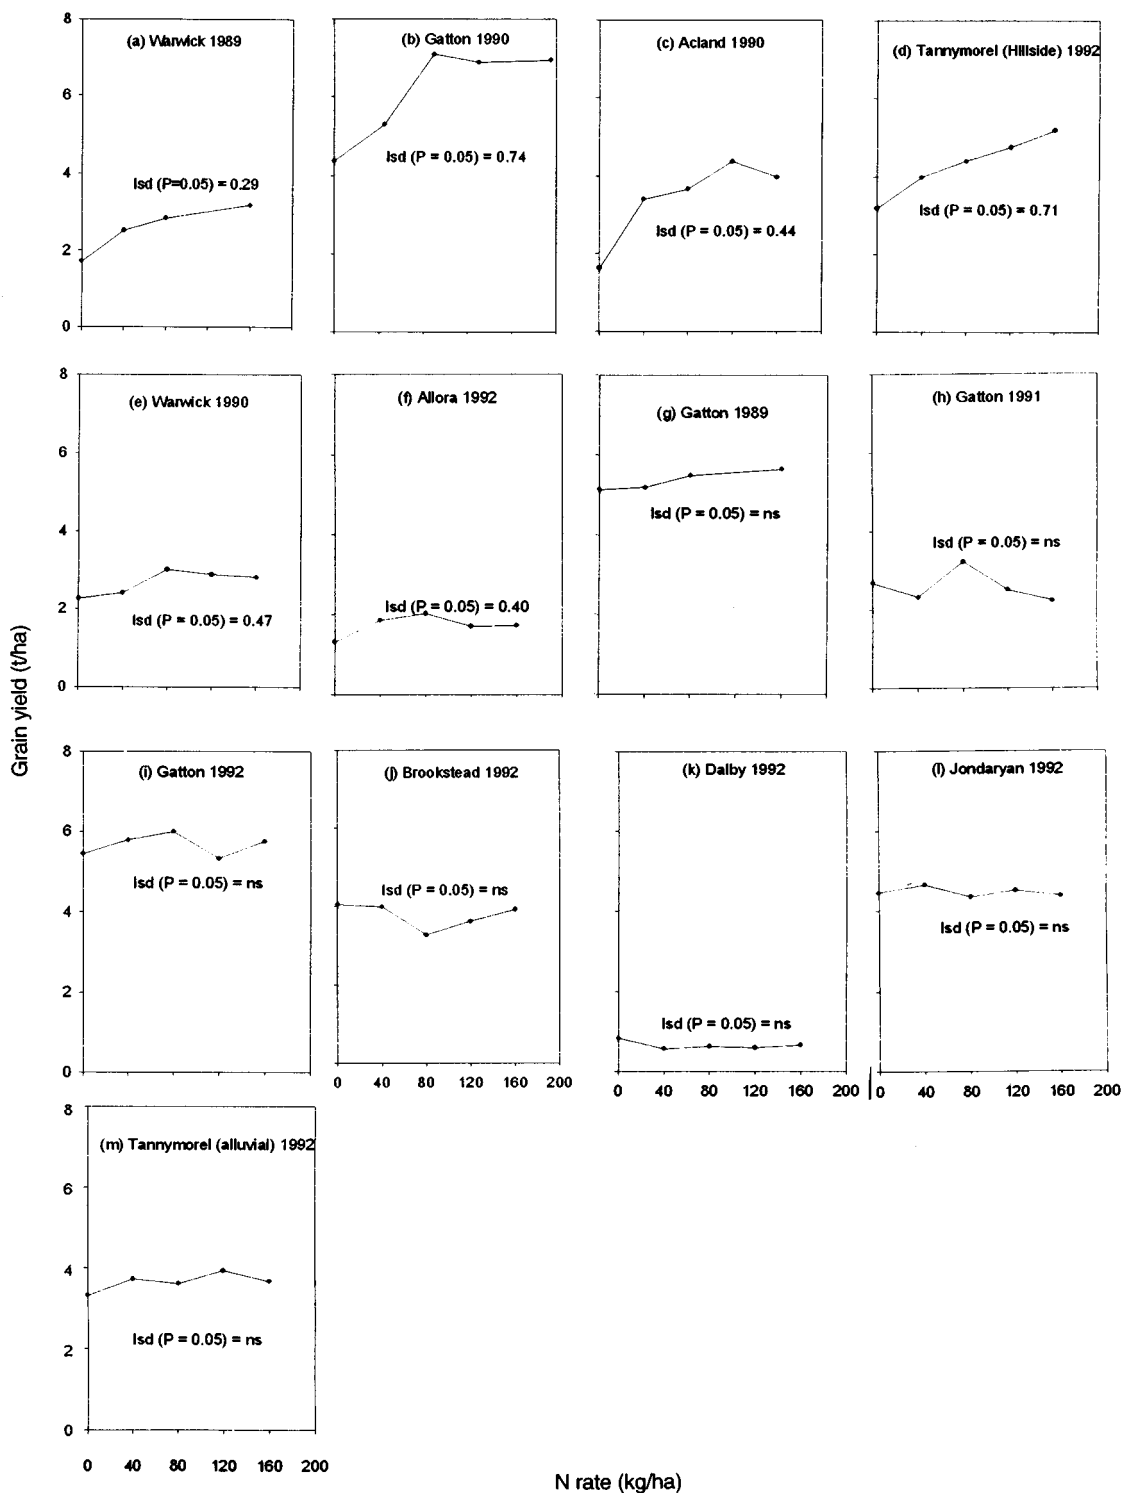 8
6
4
2
0
(a) Warwick 1989
lsd (P=0.05) = 0.29
(b) Gatton 1990
lsd (P = 0.05) = 0.74
(c) Acland 1990
lsd (P = 0.05) = 0.44
(d) Tannymorel (Hillside) 1992
lsd (P = 0.05) = 0.71
8
6
4
2
0
(e) Warwick 1990
lsd (P = 0.05) = 0.47
(f) Allora 1992
lsd (P = 0.05) = 0.40
(g) Gatton 1989
lsd (P = 0.05) = ns
(h) Gatton 1991
lsd (P = 0.05) = ns
Grain yield (t/ha)
8
6
4
2
0
(i) Gatton 1992
lsd (P = 0.05) = ns
(j) Brookstead 1992
lsd (P = 0.05) = ns
0 40 80 120 160 200
(k) Dalby 1992
lsd (P = 0.05) = ns
0 40 80 120 160 200
(l) Jondaryan 1992
lsd (P = 0.05) = ns
0 40 80 120 160 200
8
6
4
2
0
(m) Tannymorel (alluvial) 1992
lsd (P = 0.05) = ns
0 40 80 120 160 200
N rate (kg/ha)